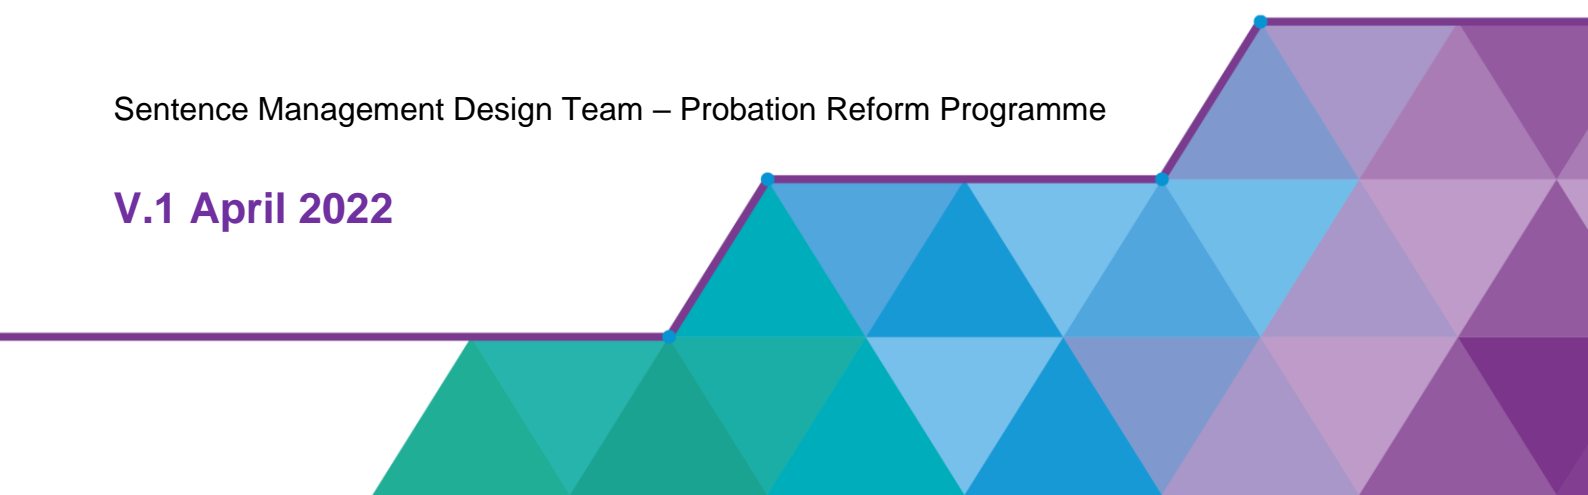 Sentence Management Design Team – Probation Reform Programme
V.1 April 2022